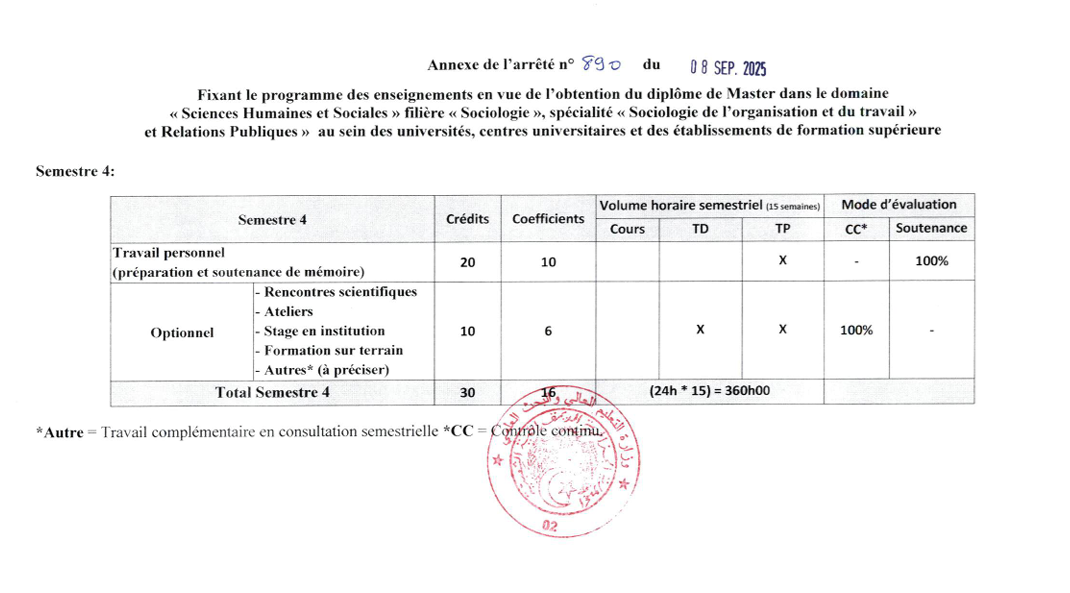 Annexe de l'arrêté n° 890 du 08 SEP. 2025
Fixant le programme des enseignements en vue de l'obtention du diplôme de Master dans le domaine
« Sciences Humaines et Sociales » filière « Sociologie », spécialité « Sociologie de l'organisation et du travail »
et Relations Publiques » au sein des universités, centres universitaires et des établissements de formation supérieure
Semestre 4:
Semestre 4 Crédits Coefficients Volume horaire semestriel (15 semaines) Mode d'évaluation
Cours TD TP CC* Soutenance
Travail personnel
(préparation et soutenance de mémoire) 20 10 X - 100%
- Rencontres scientifiques
- Ateliers
Optionnel - Stage en institution 10 6 X X 100% -
- Formation sur terrain
- Autres* (à préciser)
Total Semestre 4 30 16 (24h * 15) = 360h00
*Autre = Travail complémentaire en consultation semestrielle *CC = Contrôle continu.
وزارة التعليم العالي والبحث العلمي
02